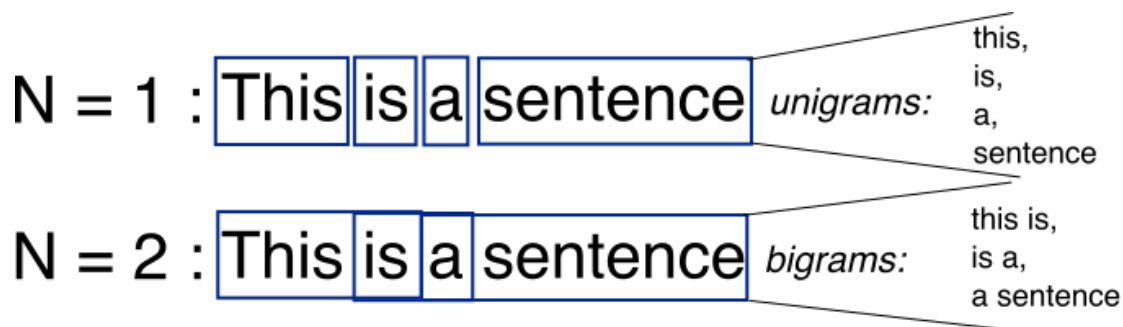 N = 1 : This is a sentence unigrams:
this,
is,
a,
sentence
N = 2 : This is a sentence bigrams:
this is,
is a,
a sentence